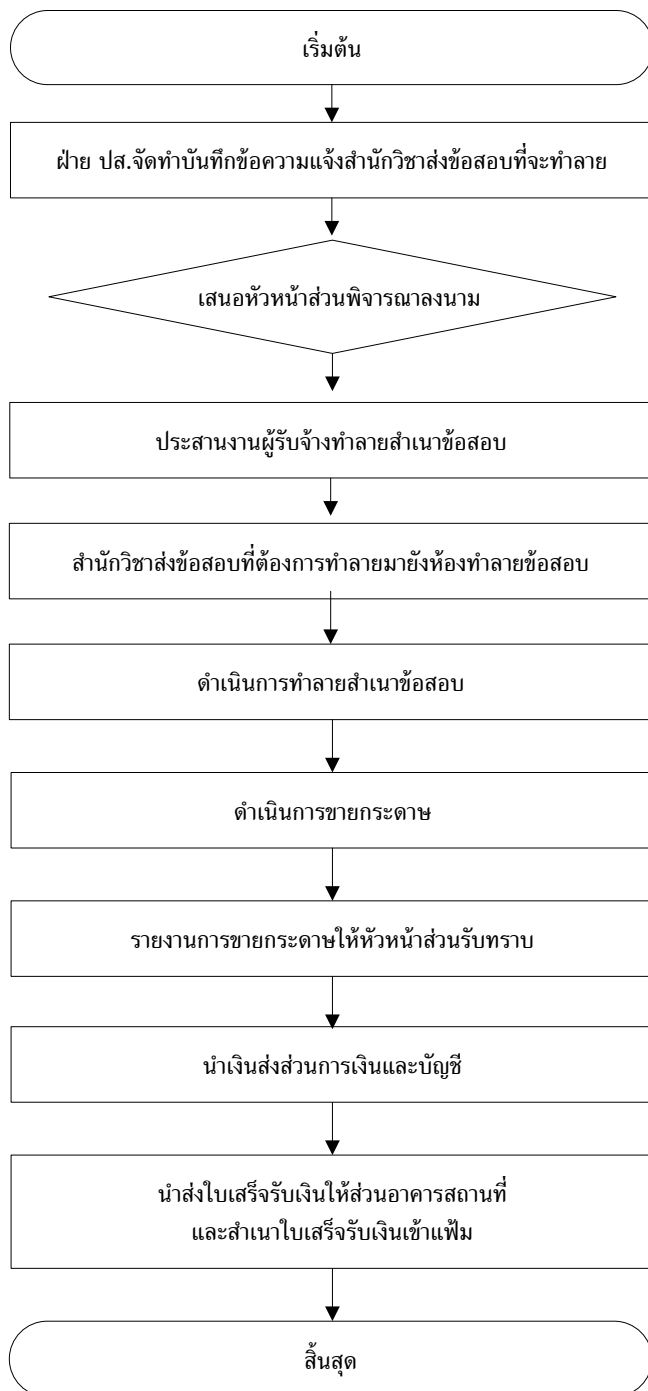 เริ่มต้น
ฝ่าย ปส.จัดทำบันทึกข้อความแจ้งสำนักวิชาส่งข้อสอบที่จะทำลาย
เสนอหัวหน้าส่วนพิจารณาลงนาม
ประสานงานผู้รับจ้างทำลายสำเนาข้อสอบ
สำนักวิชาส่งข้อสอบที่ต้องการทำลายมายังห้องทำลายข้อสอบ
ดำเนินการทำลายสำเนาข้อสอบ
ดำเนินการขายกระดาษ
รายงานการขายกระดาษให้หัวหน้าส่วนรับทราบ
นำเงินส่งส่วนการเงินและบัญชี
นำส่งใบเสร็จรับเงินให้ส่วนอาคารสถานที่
และสำเนาใบเสร็จรับเงินเข้าแฟ้ม
สิ้นสุด